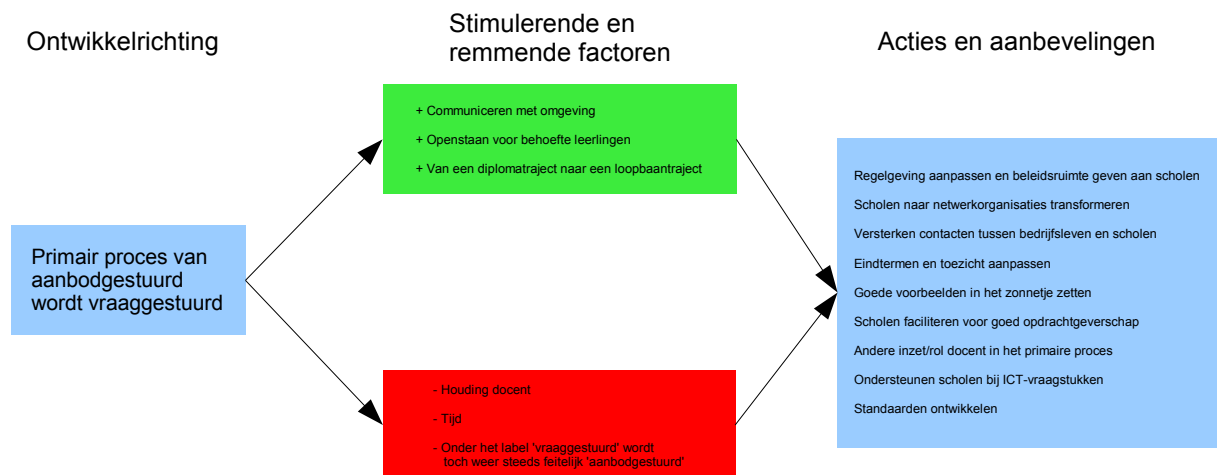 Ontwikkelrichting
Stimulerende en
remmende factoren
Acties en aanbevelingen
Primair proces van
aanbodgestuurd
wordt vraaggestuurd
+ Communiceren met omgeving
+ Openstaan voor behoefte leerlingen
+ Van een diplomatraject naar een loopbaantraject
- Houding docent
- Tijd
- Onder het label 'vraaggestuurd' wordt
toch weer steeds feitelijk 'aanbodgestuurd'
Regelgeving aanpassen en beleidsruimte geven aan scholen
Scholen naar netwerkorganisaties transformeren
Versterken contacten tussen bedrijfsleven en scholen
Eindtermen en toezicht aanpassen
Goede voorbeelden in het zonnetje zetten
Scholen faciliteren voor goed opdrachtgeverschap
Andere inzet/rol docent in het primaire proces
Ondersteunen scholen bij ICT-vraagstukken
Standaarden ontwikkelen